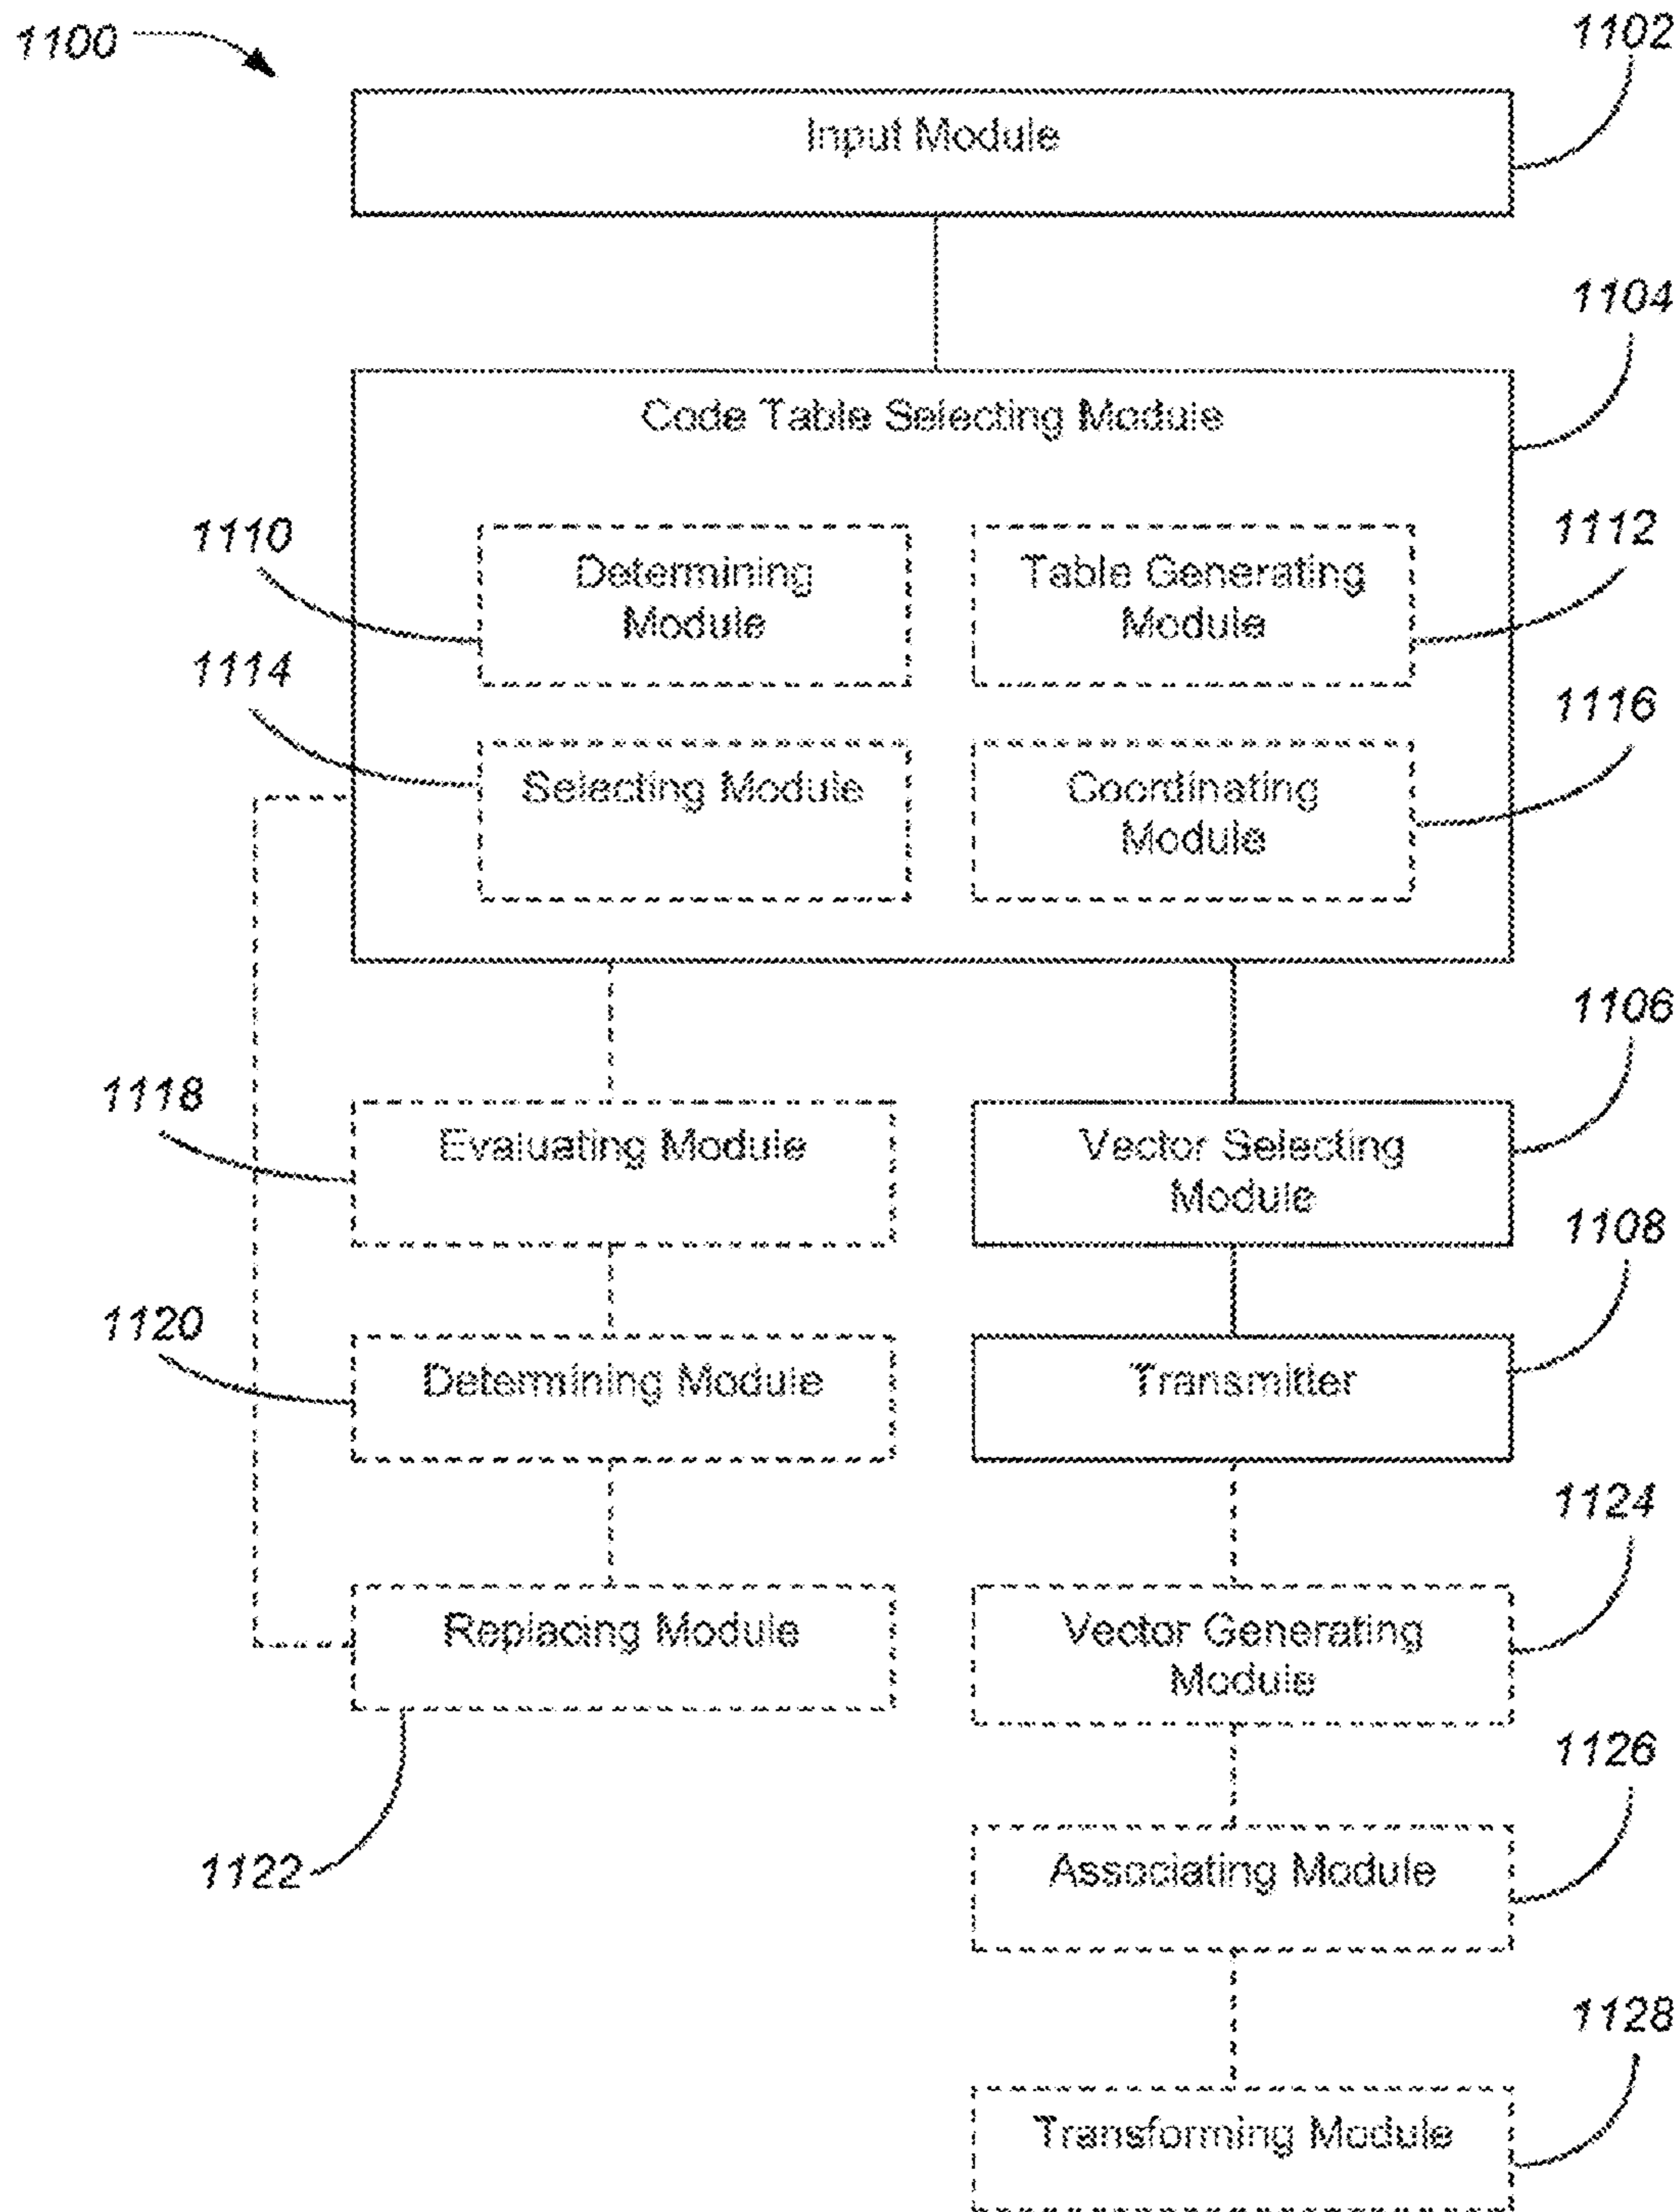 1100
1102
Input Module
1104
Code Table Selecting Module
1110
Determining
Module
1112
Table Generating
Module
1114
Selecting Module
1116
Coordinating
Module
1106
1118
Evaluating Module
Vector Selecting
Module
1108
1120
Determining Module
Transmitter
1124
Replacing Module
Vector Generating
Module
1126
1122
Associating Module
1128
Transforming Module